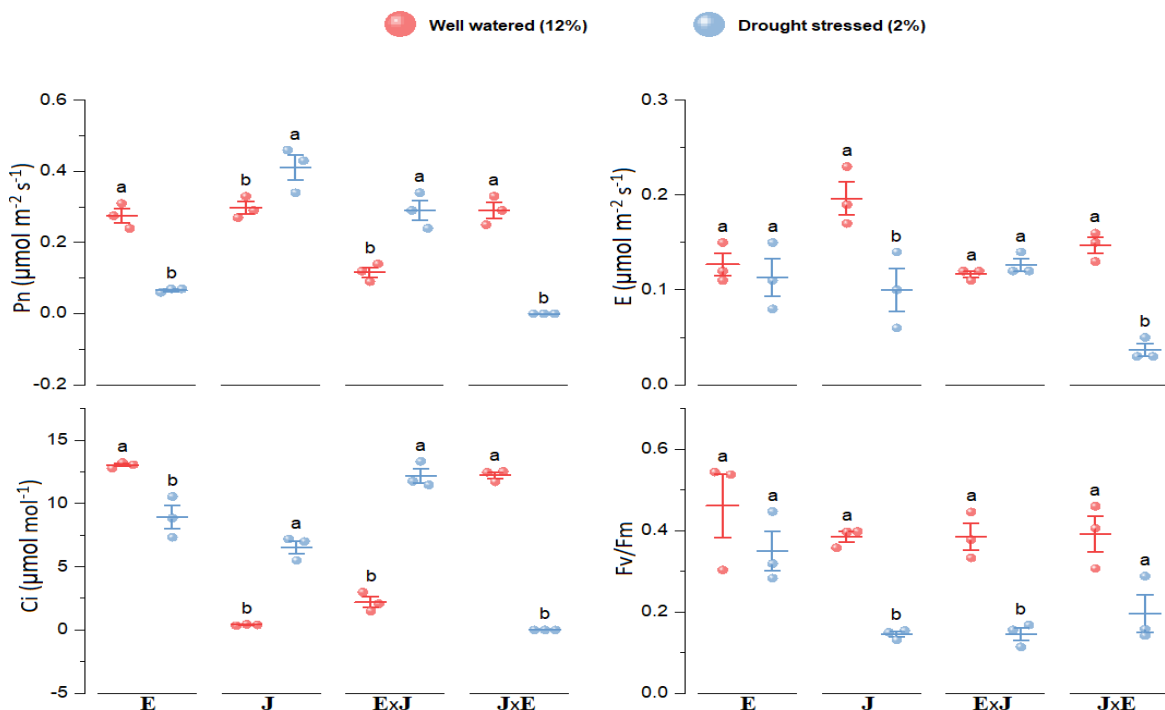 Well watered (12%) Drought stressed (2%)
Pn (μmol m⁻² s⁻¹)
0.6
0.4
0.2
0.0
-0.2
a b b a b a a b
E (μmol m⁻² s⁻¹)
0.3
0.2
0.1
0.0
a a a b a a a b
Ci (μmol mol⁻¹)
15
10
5
0
-5
a b b a b a a b
E J ExJ JxE
Fv/Fm
0.6
0.4
0.2
0.0
a a a b a b a a
E J ExJ JxE